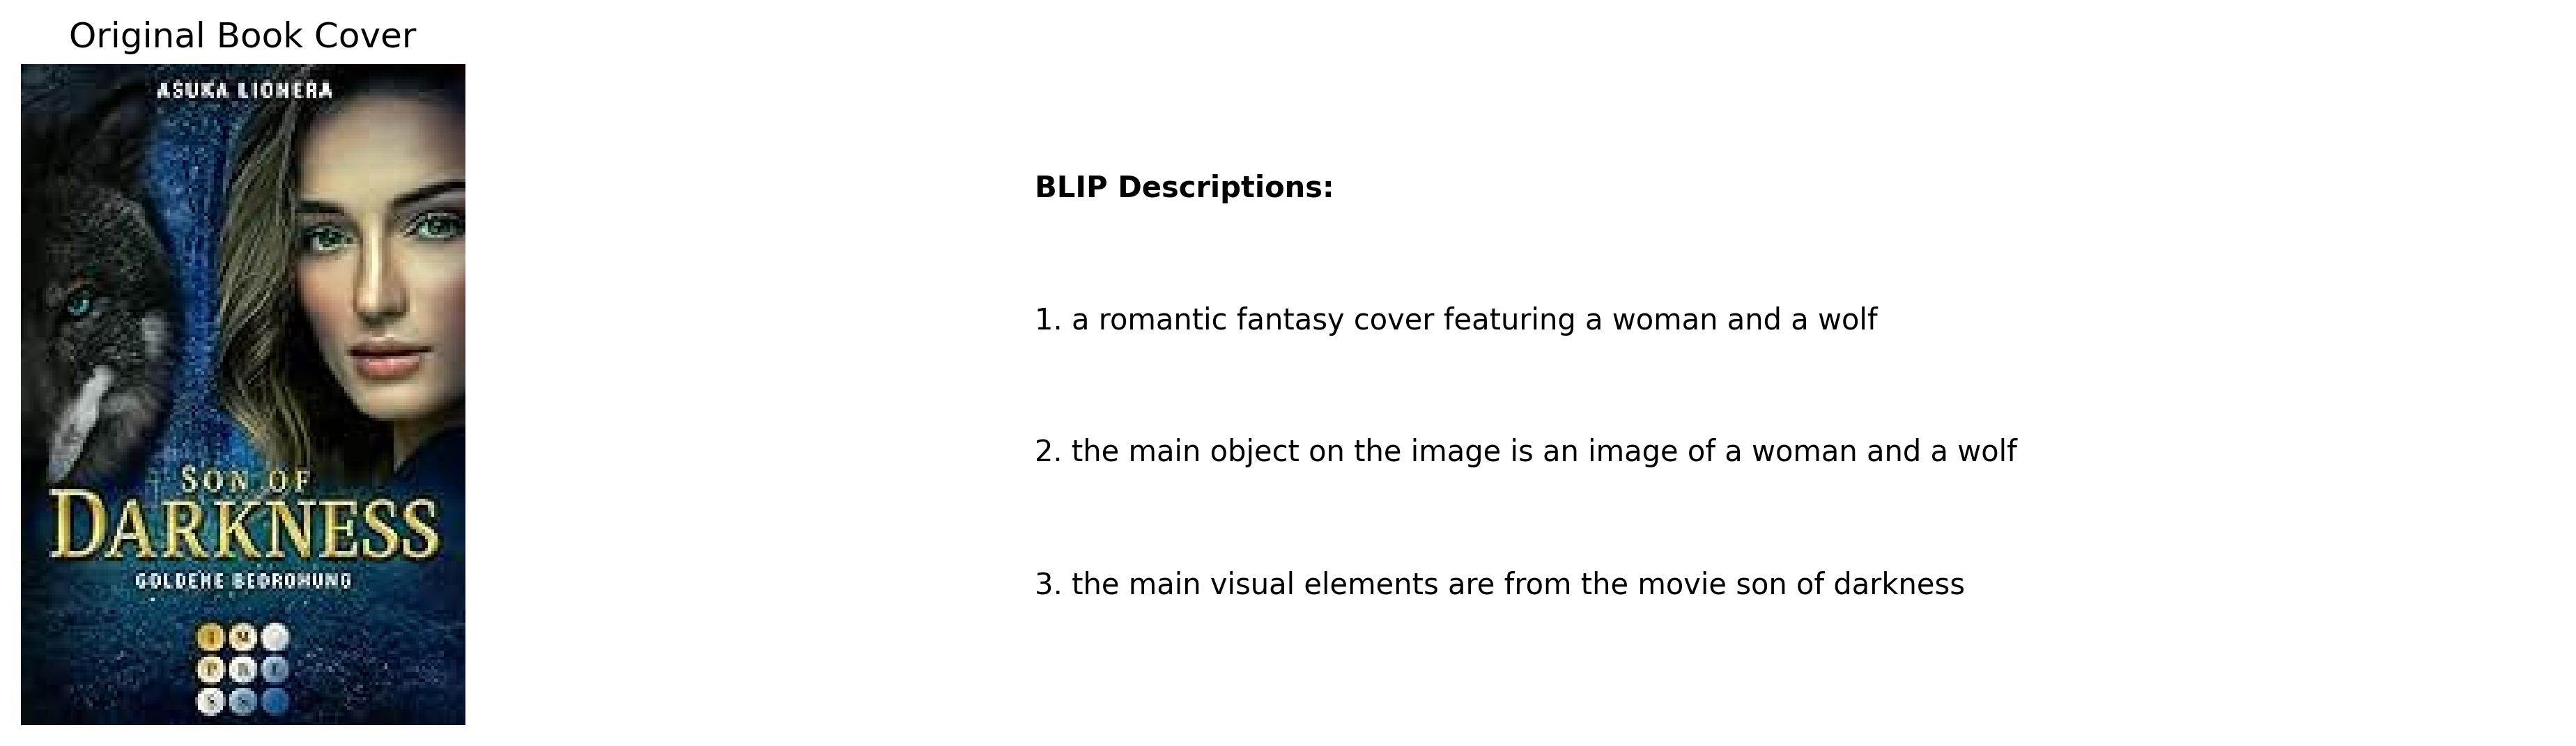 Original Book Cover
ASUKA LIONERA
SON OF
DARKNESS
GOLDENE BEDROHUNG
I M
P R E
S S
BLIP Descriptions:
1. a romantic fantasy cover featuring a woman and a wolf
2. the main object on the image is an image of a woman and a wolf
3. the main visual elements are from the movie son of darkness